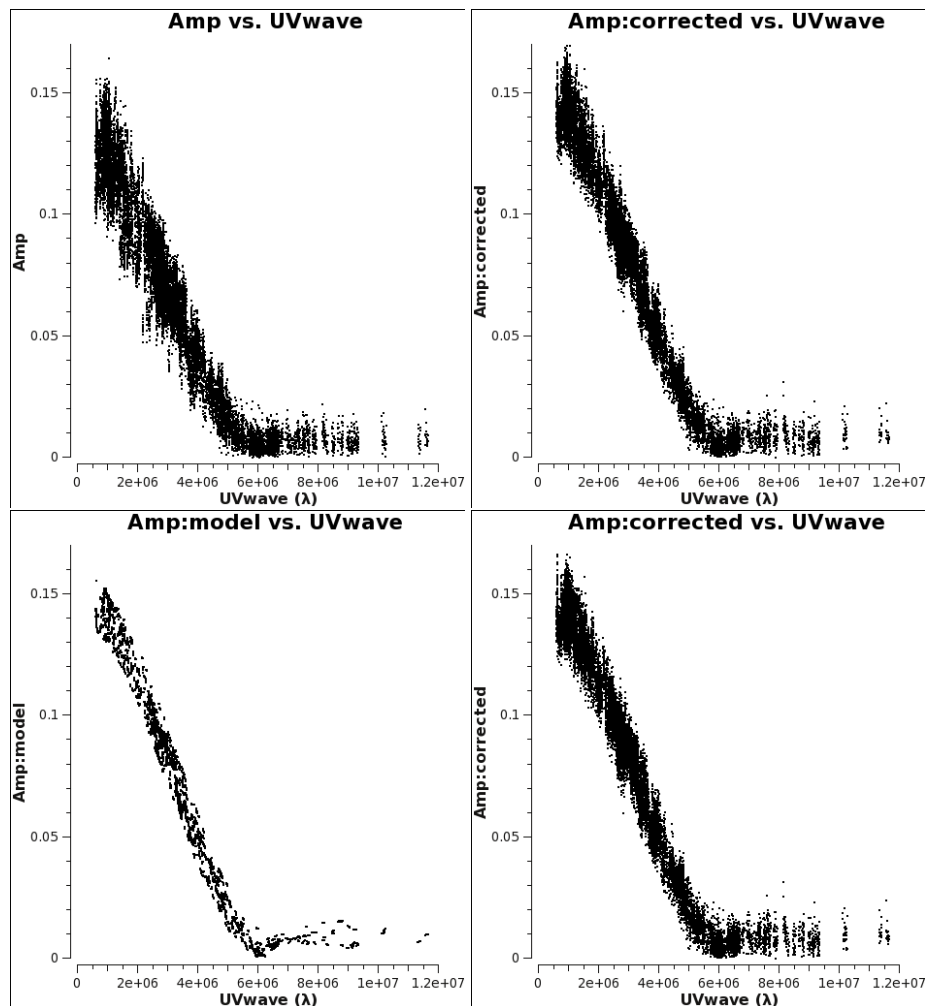 Amp vs. UVwave
Amp
0.15
0.1
0.05
0
0 2e+06 4e+06 6e+06 8e+06 1e+07 1.2e+07
UVwave (λ)
Amp:corrected vs. UVwave
Amp:corrected
0.15
0.1
0.05
0
0 2e+06 4e+06 6e+06 8e+06 1e+07 1.2e+07
UVwave (λ)
Amp:model vs. UVwave
Amp:model
0.15
0.1
0.05
0
0 2e+06 4e+06 6e+06 8e+06 1e+07 1.2e+07
UVwave (λ)
Amp:corrected vs. UVwave
Amp:corrected
0.15
0.1
0.05
0
0 2e+06 4e+06 6e+06 8e+06 1e+07 1.2e+07
UVwave (λ)